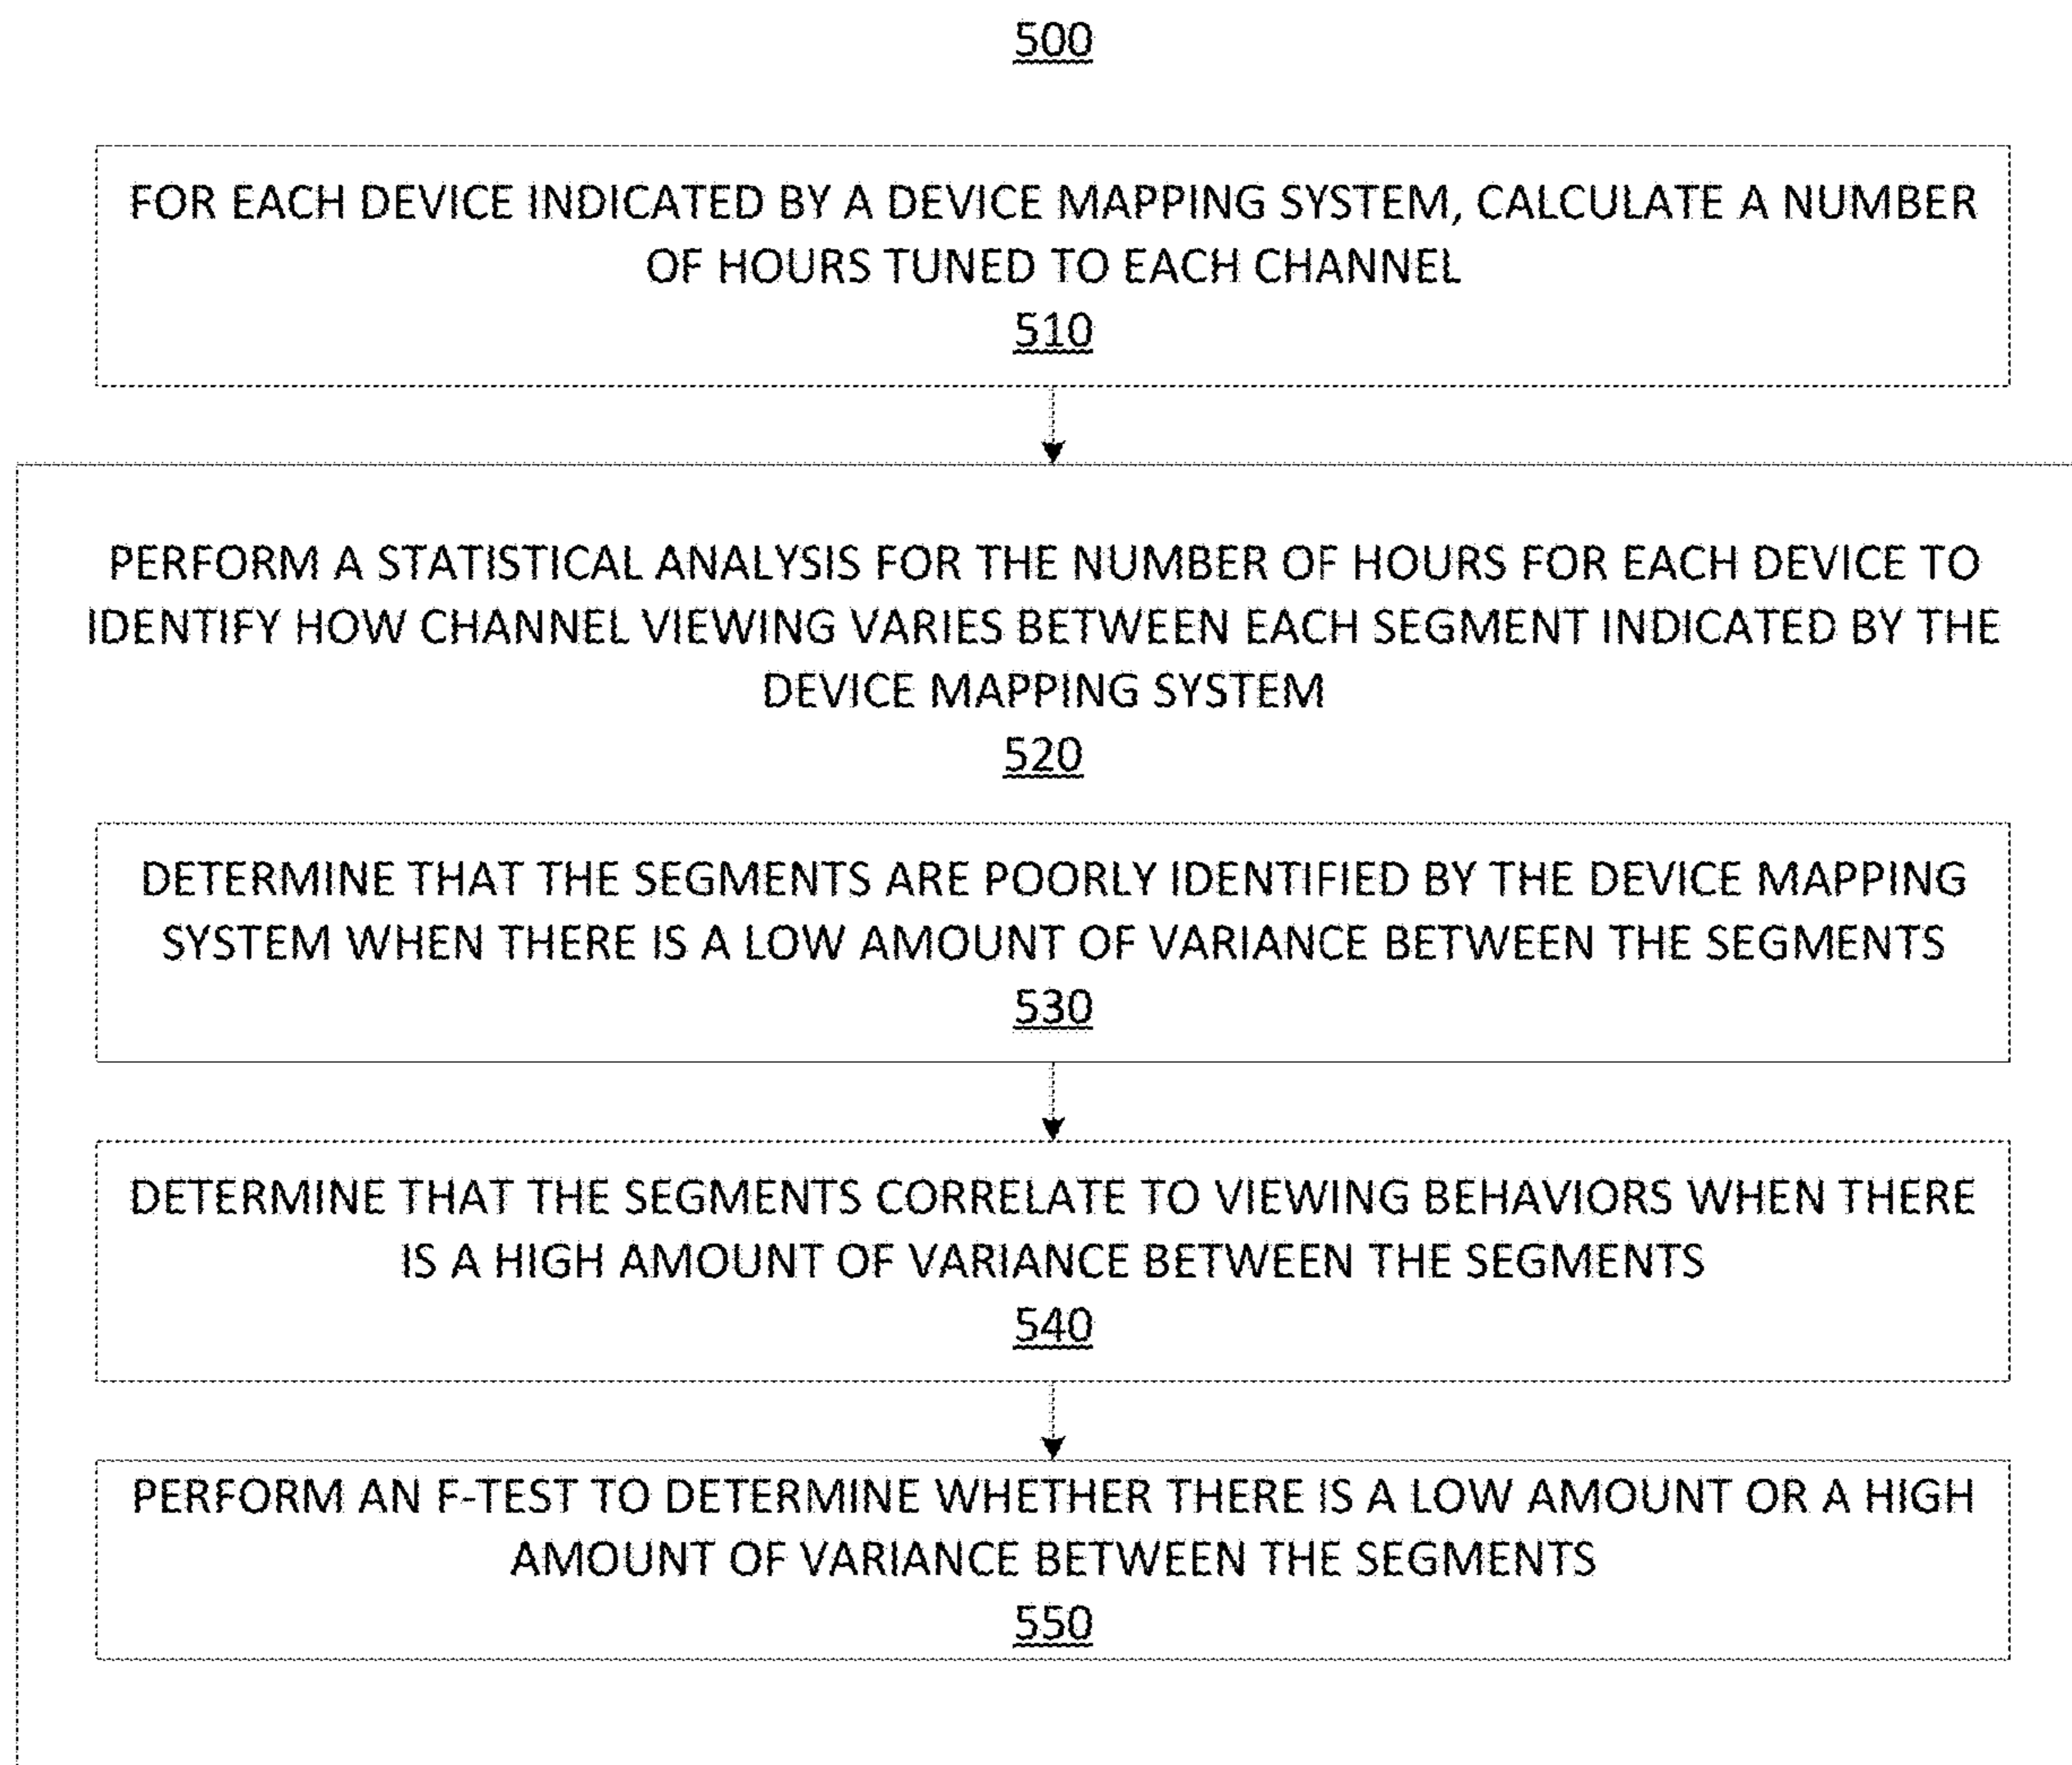 500
FOR EACH DEVICE INDICATED BY A DEVICE MAPPING SYSTEM, CALCULATE A NUMBER
OF HOURS TUNED TO EACH CHANNEL
510
PERFORM A STATISTICAL ANALYSIS FOR THE NUMBER OF HOURS FOR EACH DEVICE TO
IDENTIFY HOW CHANNEL VIEWING VARIES BETWEEN EACH SEGMENT INDICATED BY THE
DEVICE MAPPING SYSTEM
520
DETERMINE THAT THE SEGMENTS ARE POORLY IDENTIFIED BY THE DEVICE MAPPING
SYSTEM WHEN THERE IS A LOW AMOUNT OF VARIANCE BETWEEN THE SEGMENTS
530
DETERMINE THAT THE SEGMENTS CORRELATE TO VIEWING BEHAVIORS WHEN THERE
IS A HIGH AMOUNT OF VARIANCE BETWEEN THE SEGMENTS
540
PERFORM AN F-TEST TO DETERMINE WHETHER THERE IS A LOW AMOUNT OR A HIGH
AMOUNT OF VARIANCE BETWEEN THE SEGMENTS
550